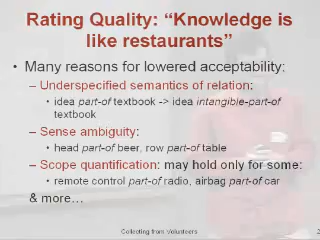 Rating Quality: “Knowledge is
like restaurants”
• Many reasons for lowered acceptability:
– Underspecified semantics of relation:
• idea part-of textbook -> idea intangible-part-of
textbook
– Sense ambiguity:
• head part-of beer, row part-of table
– Scope quantification: may hold only for some:
• remote control part-of radio, airbag part-of car
& more…
Collecting from Volunteers